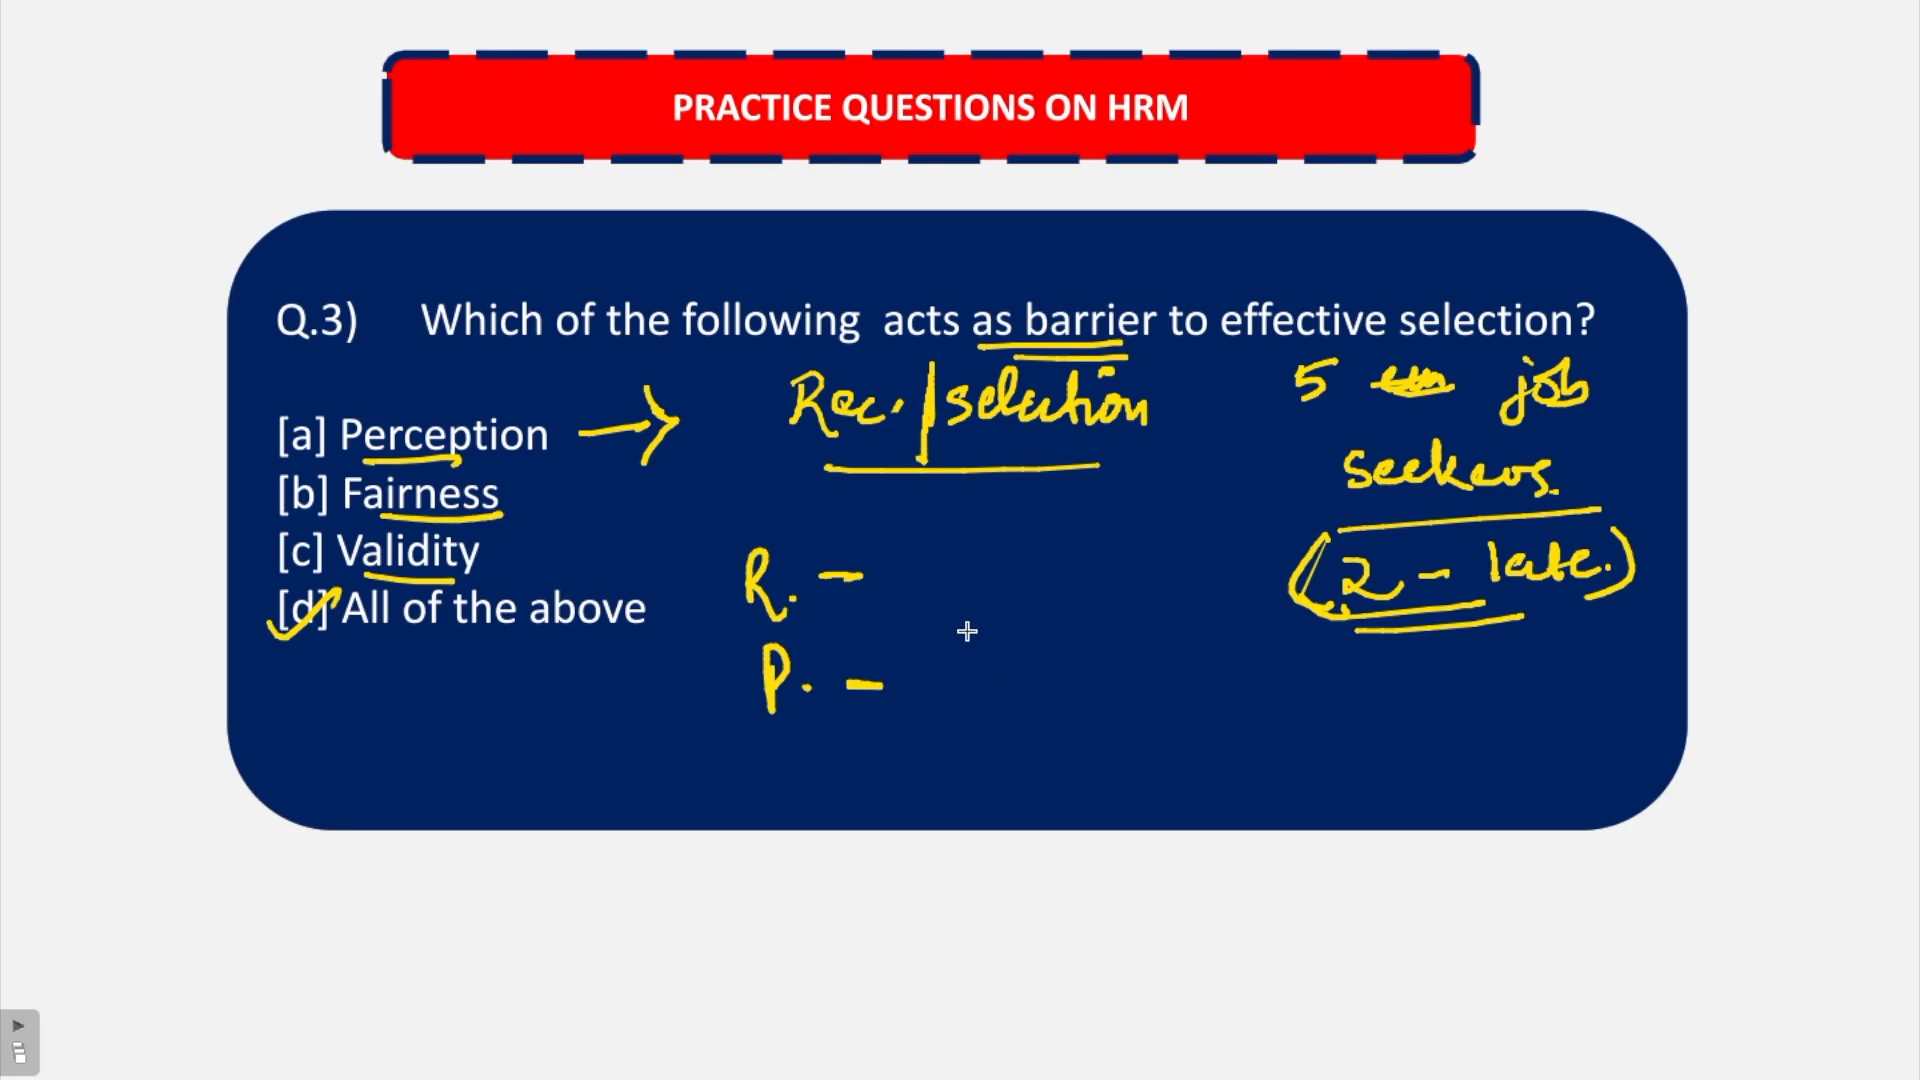 PRACTICE QUESTIONS ON HRM
Q.3) Which of the following acts as barrier to effective selection?
[a] Perception
[b] Fairness
[c] Validity
[d] All of the above
Rec. / selection
5 job
seekers.
(2 - late.)
R. -
P. -